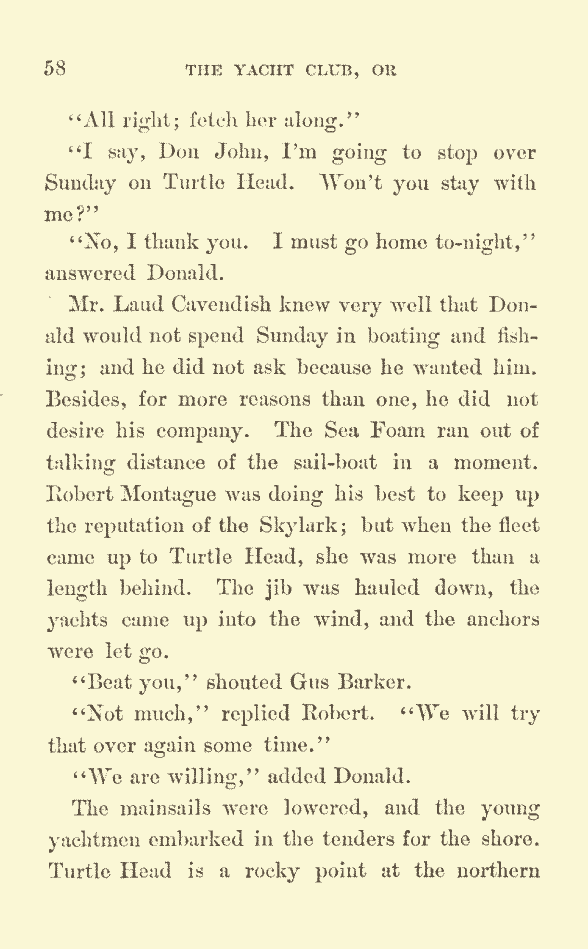 58 THE YACHT CLUB, OR
"All right; fetch her along."
"I say, Don John, I'm going to stop over
Sunday on Turtle Head. Won't you stay with
me?"
"No, I thank you. I must go home to-night,"
answered Donald.
Mr. Laud Cavendish knew very well that Don-
ald would not spend Sunday in boating and fish-
ing; and he did not ask because he wanted him.
Besides, for more reasons than one, he did not
desire his company. The Sea Foam ran out of
talking distance of the sail-boat in a moment.
Robert Montague was doing his best to keep up
the reputation of the Skylark; but when the fleet
came up to Turtle Head, she was more than a
length behind. The jib was hauled down, the
yachts came up into the wind, and the anchors
were let go.
"Beat you," shouted Gus Barker.
"Not much," replied Robert. "We will try
that over again some time."
"We are willing," added Donald.
The mainsails were lowered, and the young
yachtmen embarked in the tenders for the shore.
Turtle Head is a rocky point at the northern